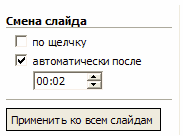 Смена слайда
по щелчку
автоматически после
00:02
Применить ко всем слайдам